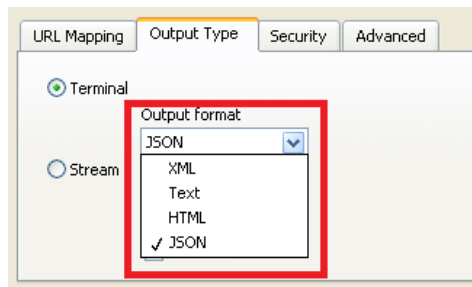 URL Mapping Output Type Security Advanced
Terminal
Output format
JSON
Stream
XML
Text
HTML
✓ JSON